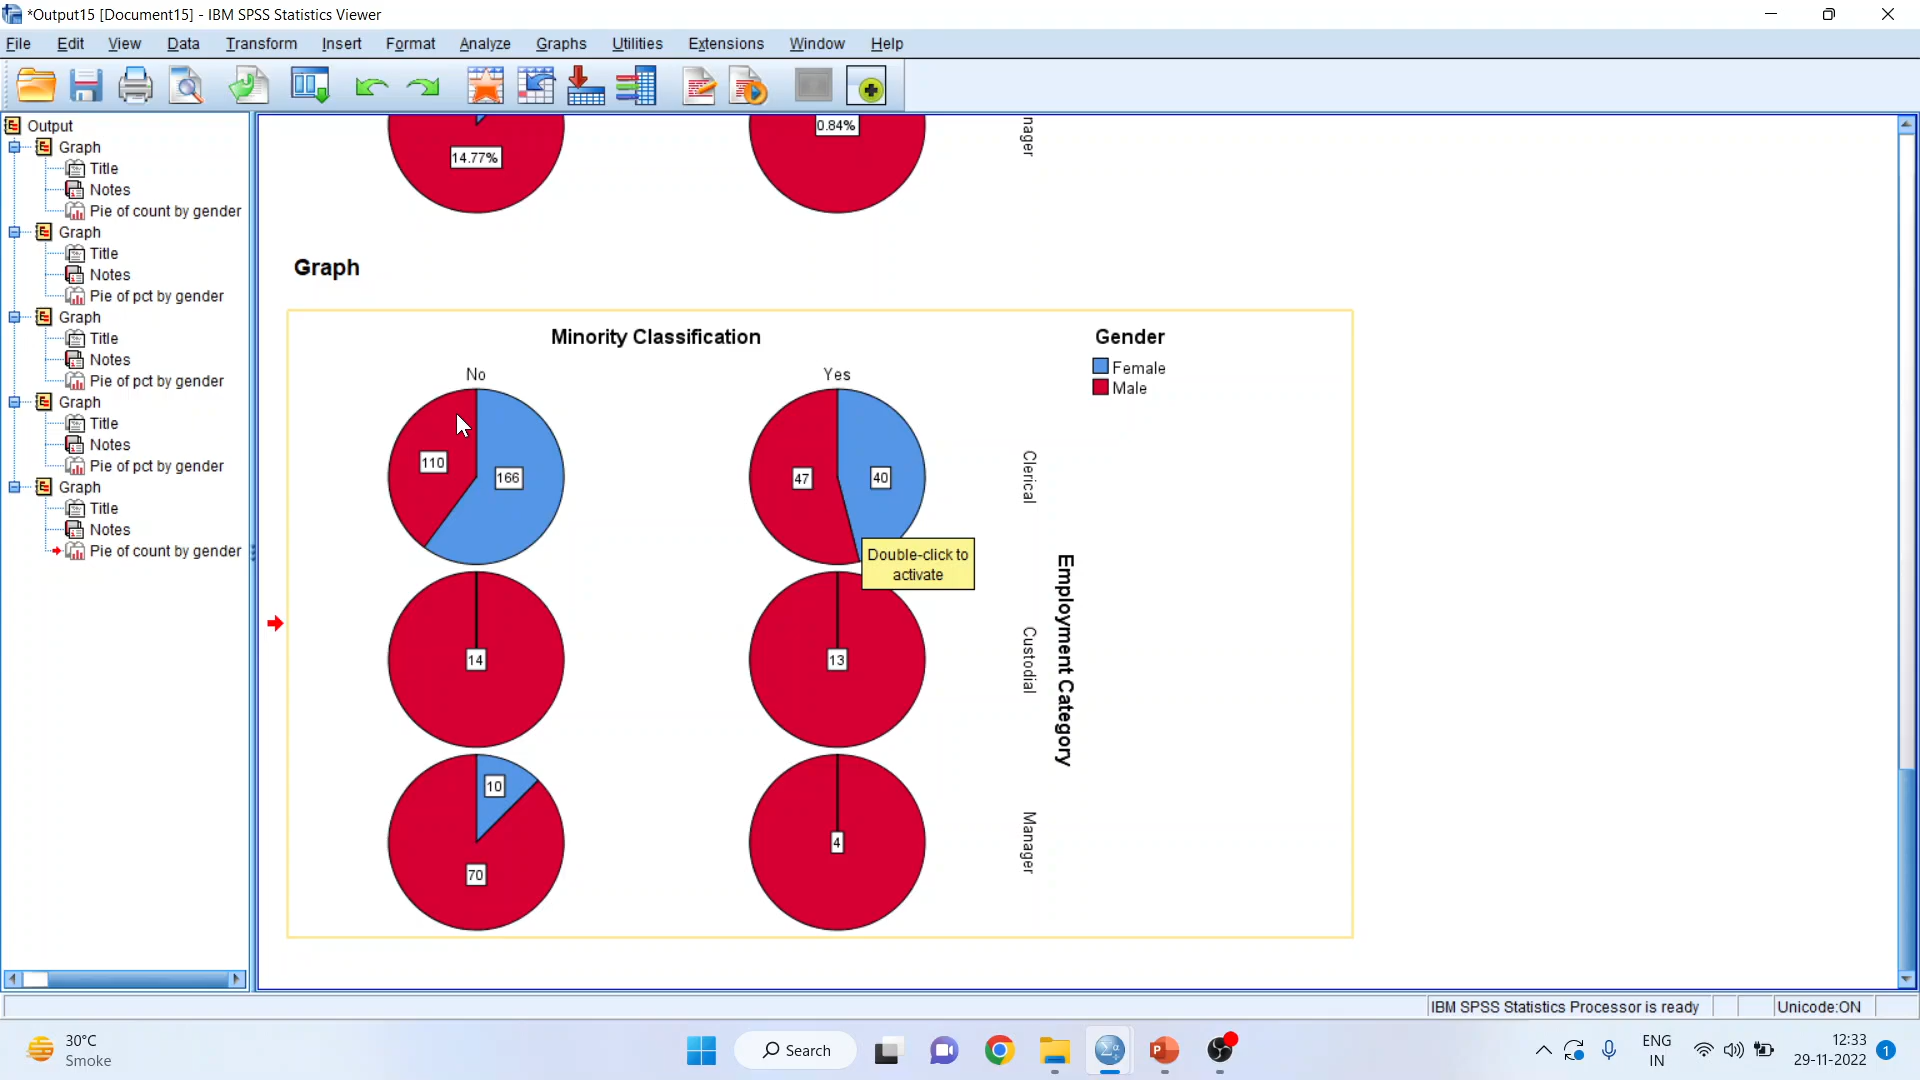 *Output15 [Document15] - IBM SPSS Statistics Viewer
File Edit View Data Transform Insert Format Analyze Graphs Utilities Extensions Window Help
Output
Graph
Title
Notes
Pie of count by gender
Graph
Title
Notes
Pie of pct by gender
Graph
Title
Notes
Pie of pct by gender
Graph
Title
Notes
Pie of pct by gender
Graph
Title
Notes
Pie of count by gender
14.77%
0.84%
nager
Graph
Minority Classification
Gender
Female
Male
No
Yes
110
166
47
40
Clerical
Double-click to
activate
14
13
Custodial
Employment Category
10
70
4
Manager
IBM SPSS Statistics Processor is ready
Unicode:ON
30°C
Smoke
Search
ENG
IN
12:33
29-11-2022
1